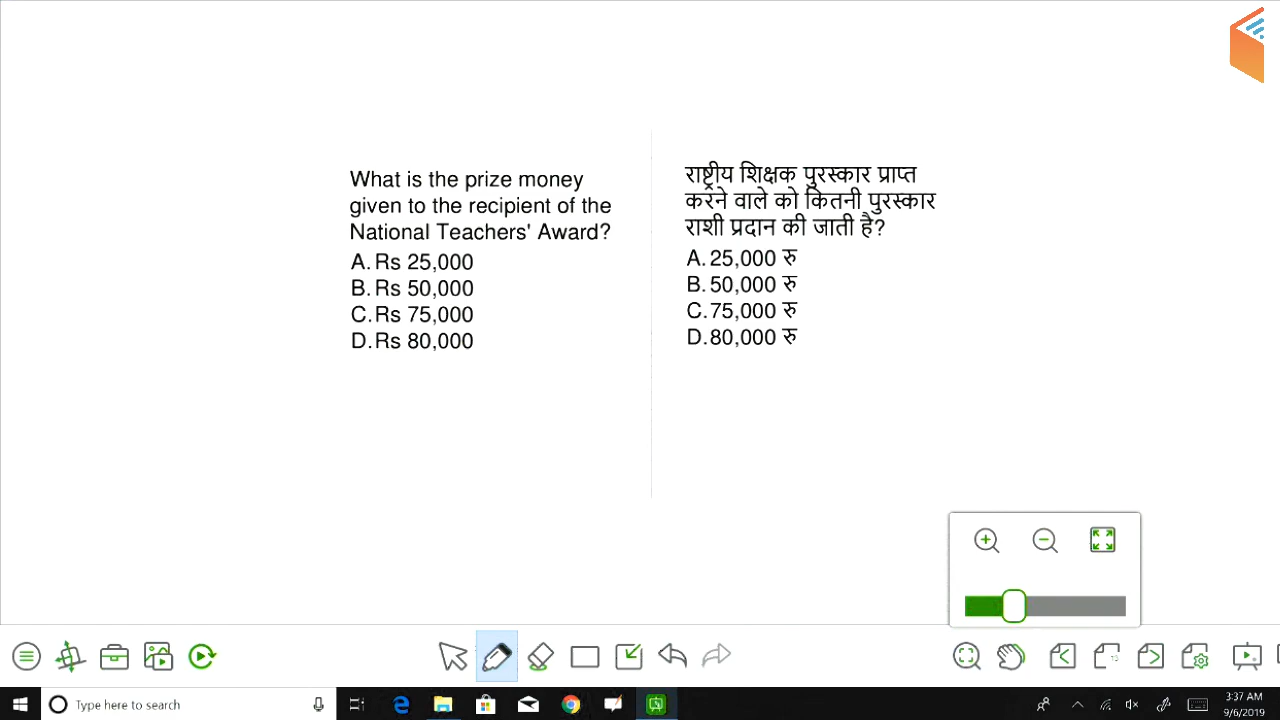 What is the prize money
given to the recipient of the
National Teachers' Award?
A. Rs 25,000
B. Rs 50,000
C. Rs 75,000
D. Rs 80,000
राष्ट्रीय शिक्षक पुरस्कार प्राप्त
करने वाले को कितनी पुरस्कार
राशी प्रदान की जाती है?
A. 25,000 रु
B. 50,000 रु
C. 75,000 रु
D. 80,000 रु
Type here to search
3:37 AM
9/6/2019